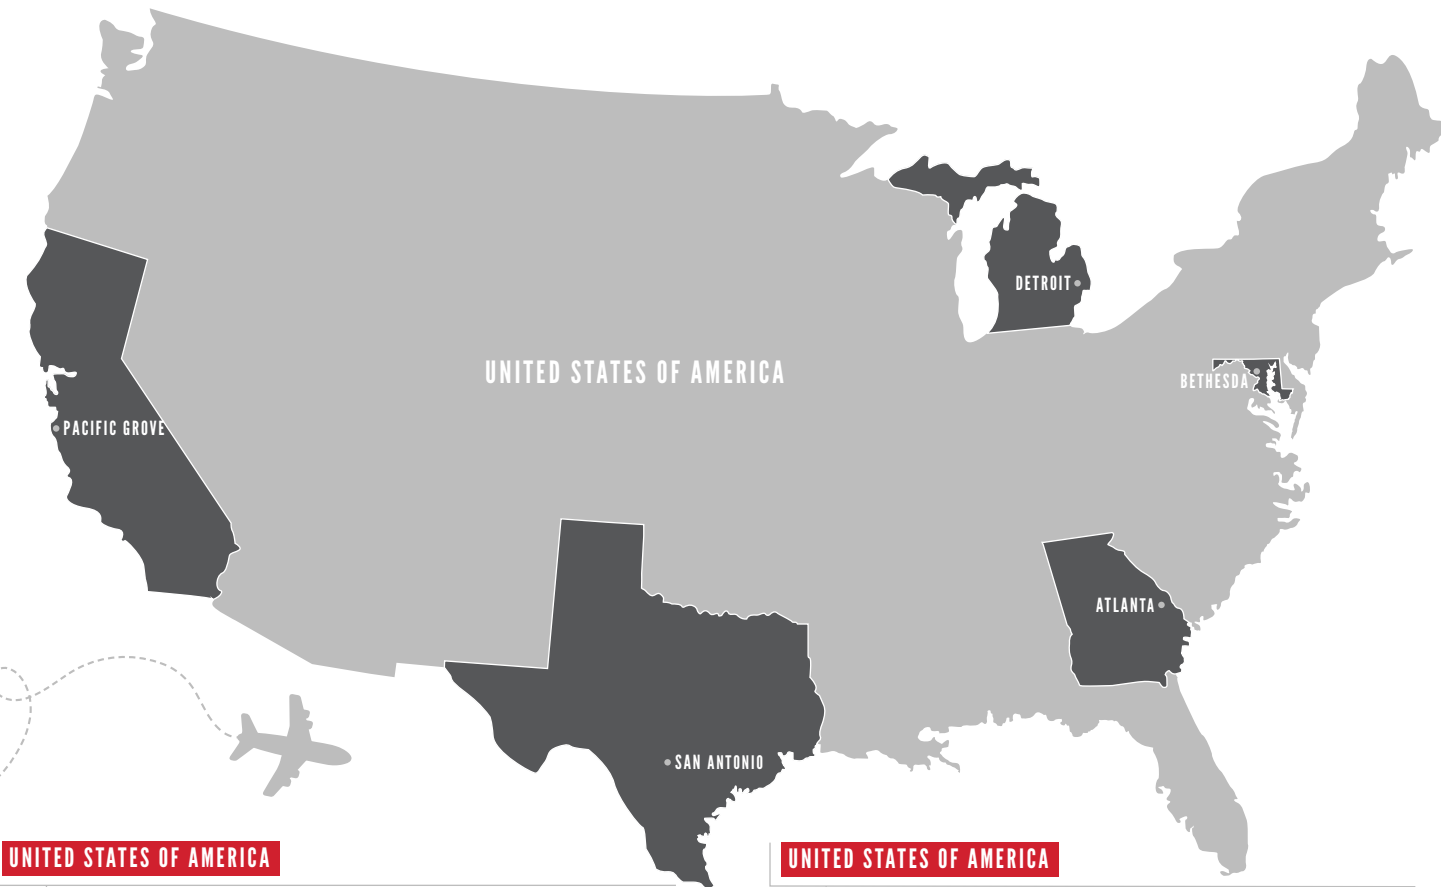 DETROIT
UNITED STATES OF AMERICA
BETHESDA
PACIFIC GROVE
ATLANTA
SAN ANTONIO
UNITED STATES OF AMERICA
UNITED STATES OF AMERICA